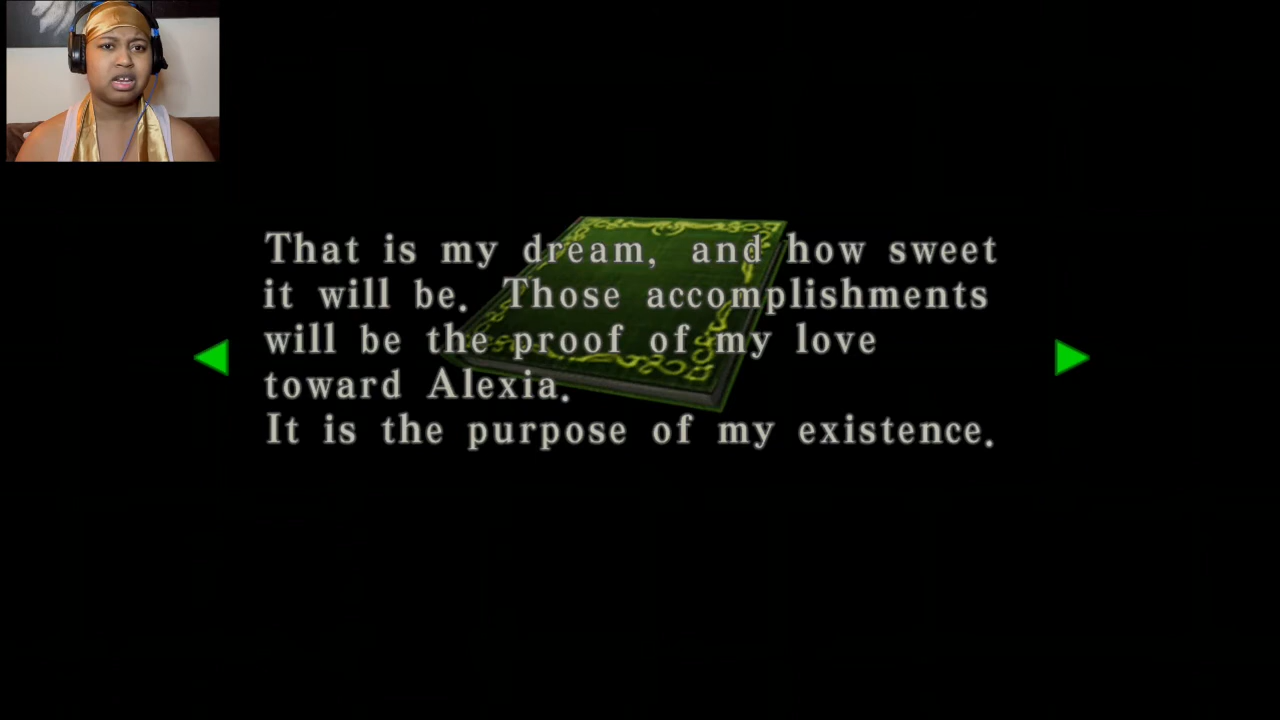 That is my dream, and how sweet
it will be. Those accomplishments
will be the proof of my love
toward Alexia.
It is the purpose of my existence.